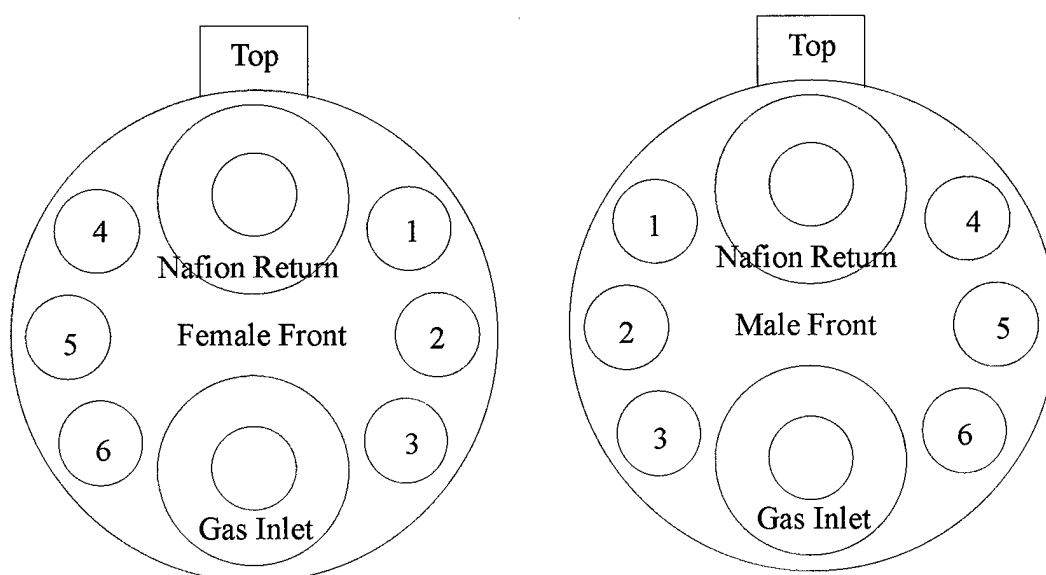 Top
4
1
Nafion Return
5
Female Front
2
6
3
Gas Inlet
Top
1
4
Nafion Return
2
Male Front
5
3
6
Gas Inlet